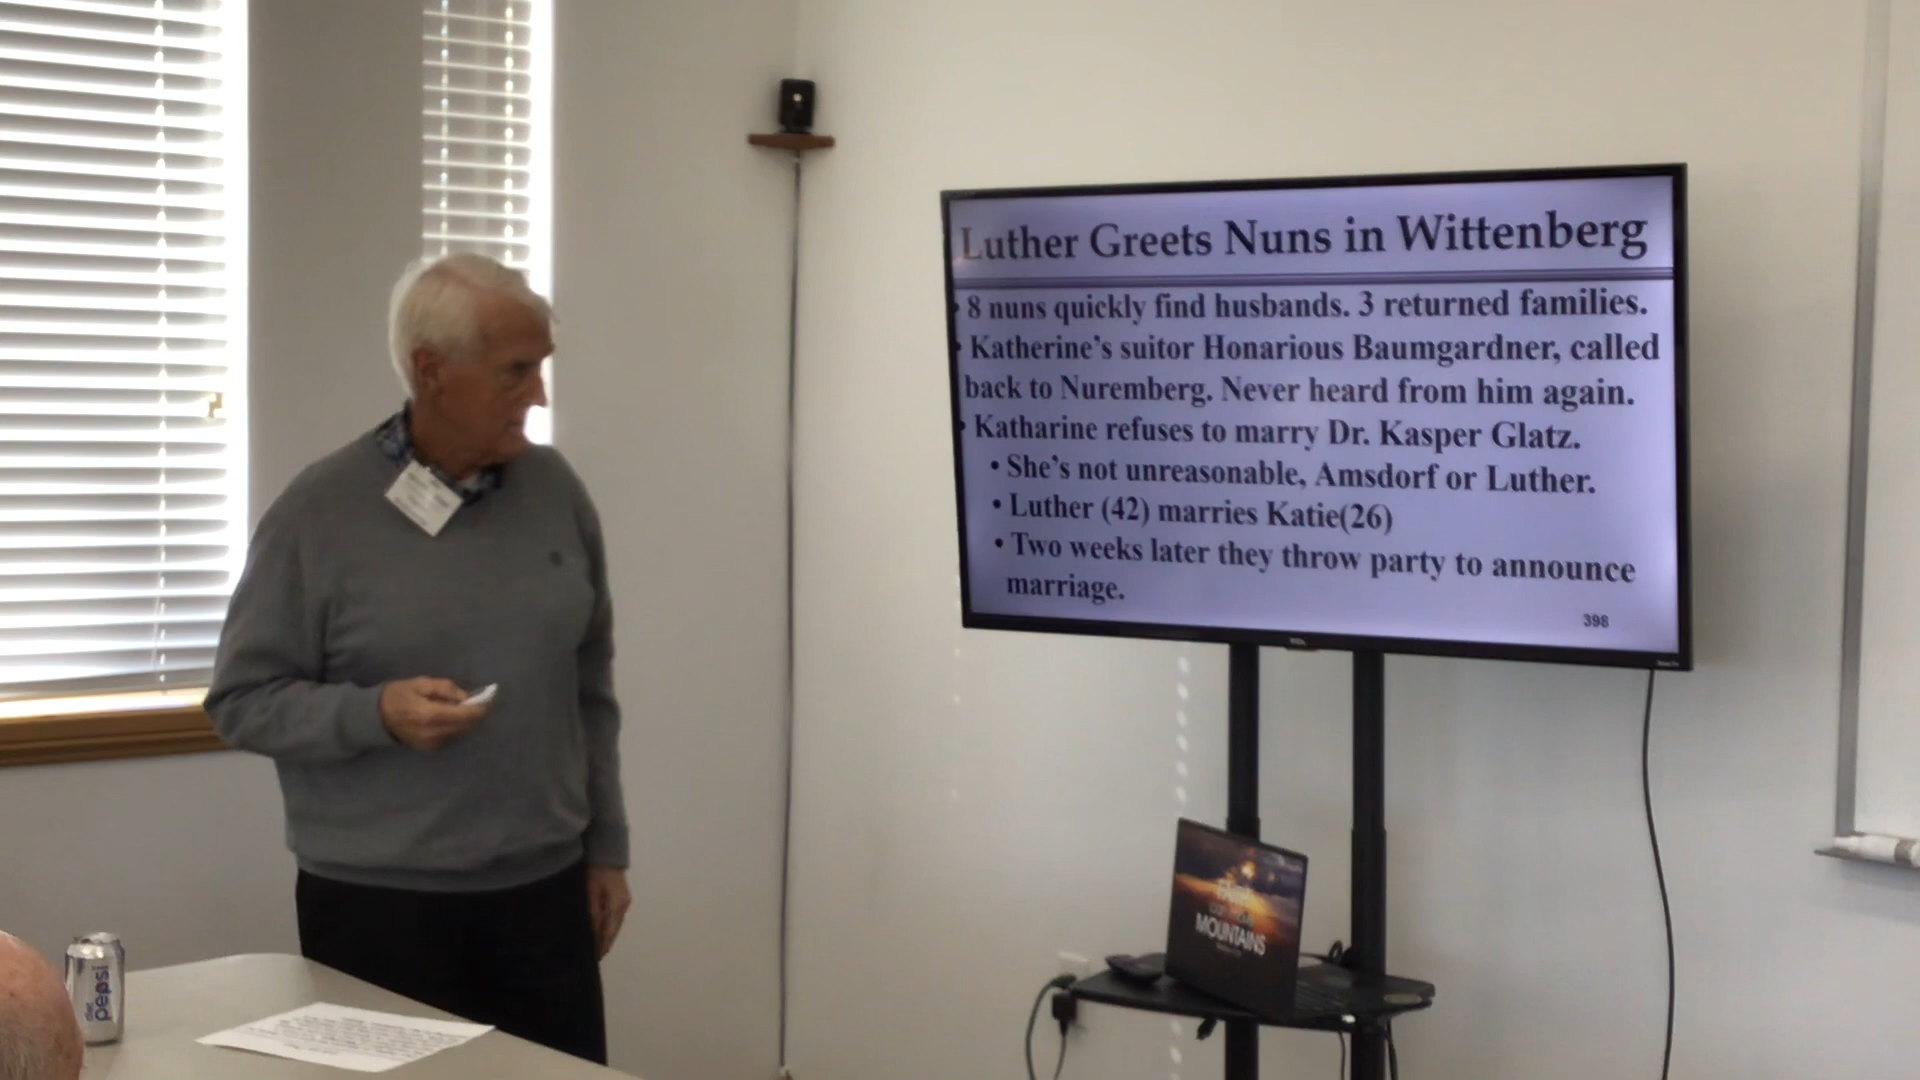 Luther Greets Nuns in Wittenberg
• 8 nuns quickly find husbands. 3 returned families.
• Katherine's suitor Honarious Baumgardner, called
back to Nuremberg. Never heard from him again.
• Katharine refuses to marry Dr. Kasper Glatz.
• She's not unreasonable, Amsdorf or Luther.
• Luther (42) marries Katie(26)
• Two weeks later they throw party to announce
marriage.
398
TCL
MOUNTAINS
diet
pepsi